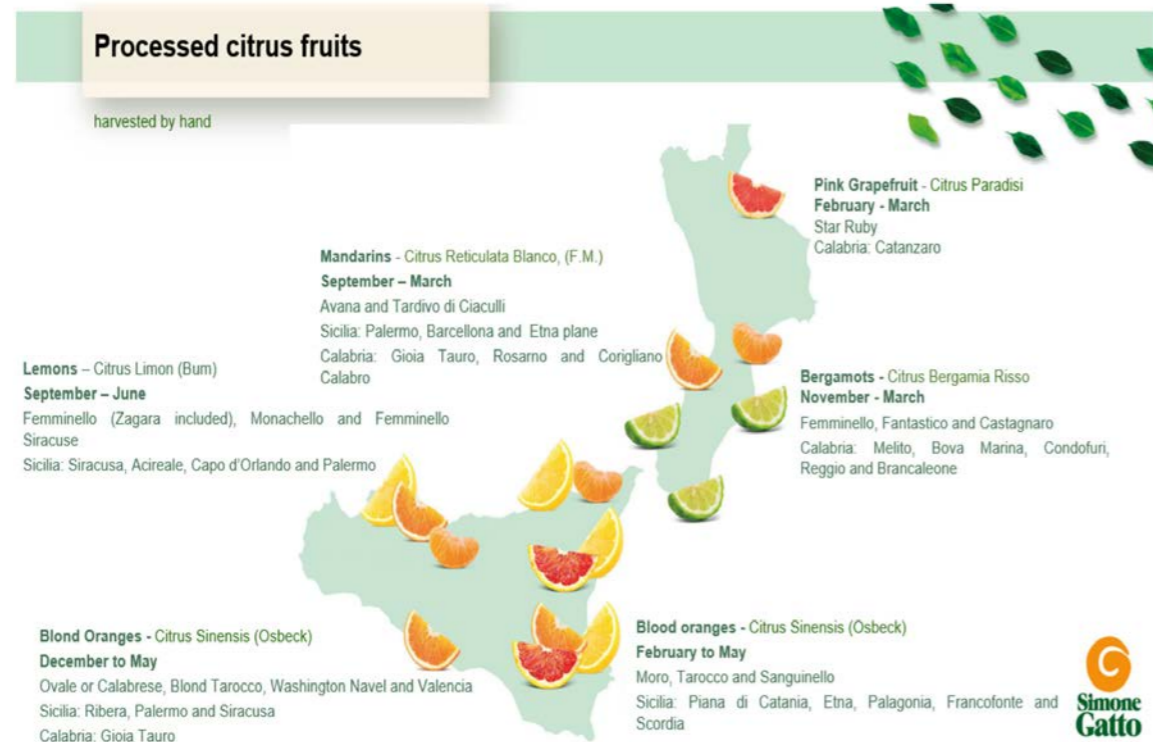 Processed citrus fruits
harvested by hand
Pink Grapefruit - Citrus Paradisi
February - March
Star Ruby
Calabria: Catanzaro
Mandarins - Citrus Reticulata Blanco, (F.M.)
September – March
Avana and Tardivo di Ciaculli
Sicilia: Palermo, Barcellona and Etna plane
Calabria: Gioia Tauro, Rosarno and Corigliano
Calabro
Lemons – Citrus Limon (Bum)
September – June
Femminello (Zagara included), Monachello and Femminello
Siracuse
Sicilia: Siracusa, Acireale, Capo d'Orlando and Palermo
Bergamots - Citrus Bergamia Risso
November - March
Femminello, Fantastico and Castagnaro
Calabria: Melito, Bova Marina, Condofuri,
Reggio and Brancaleone
Blond Oranges - Citrus Sinensis (Osbeck)
December to May
Ovale or Calabrese, Blond Tarocco, Washington Navel and Valencia
Sicilia: Ribera, Palermo and Siracusa
Calabria: Gioia Tauro
Blood oranges - Citrus Sinensis (Osbeck)
February to May
Moro, Tarocco and Sanguinello
Sicilia: Piana di Catania, Etna, Palagonia, Francofonte and
Scordia
Simone
Gatto